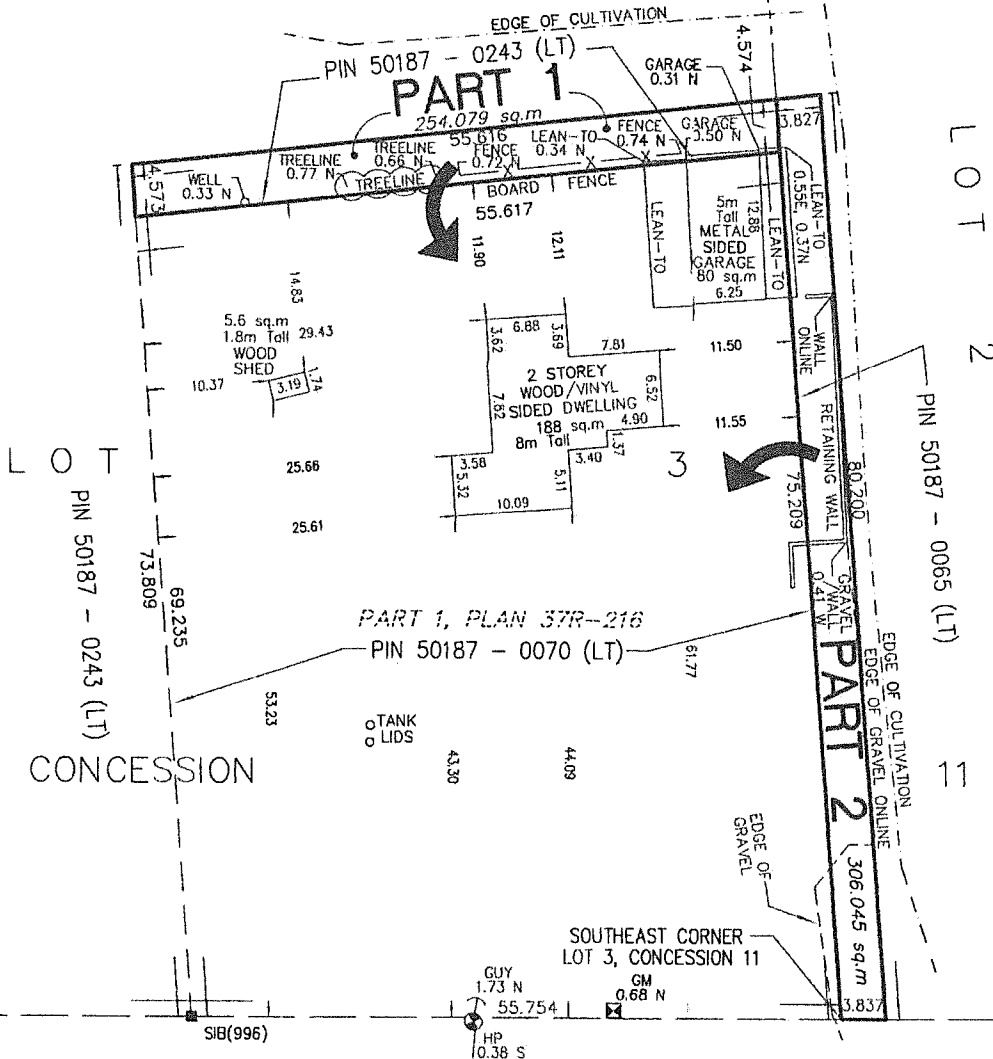 EDGE OF CULTIVATION
PIN 50187 - 0243 (LT)
GARAGE
0.31 N
4.574
PART 1
254.079 sq.m
55.616
3.827
TREELINE
0.77 N
TREELINE
0.66 N
FENCE
0.72 N
LEAN-TO
0.34 N
FENCE
0.74 N
GARAGE
3.50 N
4.573
WELL
0.33 N
TREELINE
BOARD FENCE
55.617
LEAN-TO
0.55E, 0.37N
LOT
2
LEAN-TO
5m
Tall
METAL
SIDED
GARAGE
80 sq.m
12.88
LEAN-TO
6.25
11.90
12.11
14.83
5.6 sq.m
1.8m Tall
WOOD
SHED
29.43
10.37
3.19
1.74
6.88
3.62
3.69
7.81
2 STOREY
WOOD/VINYL
SIDED DWELLING
188 sq.m
8m Tall
7.82
6.52
4.90
1.37
3.40
3.58
5.32
5.11
10.09
11.50
11.55
WALL
ONLINE
RETAINING WALL
PIN 50187 - 0065 (LT)
LOT
3
25.66
25.61
75.209
80.200
PIN 50187 - 0243 (LT)
73.809
69.235
GRAVEL
/WALL
0.41 W
PART 1, PLAN 37R-216
PIN 50187 - 0070 (LT)
61.77
53.23
TANK
LIDS
43.30
44.09
PART 2
EDGE OF CULTIVATION
EDGE OF GRAVEL ONLINE
CONCESSION
11
EDGE OF
GRAVEL
306.045 sq.m
SOUTHEAST CORNER
LOT 3, CONCESSION 11
GUY
1.73 N
55.754
GM
0.68 N
3.837
SIB(996)
HP
0.38 S